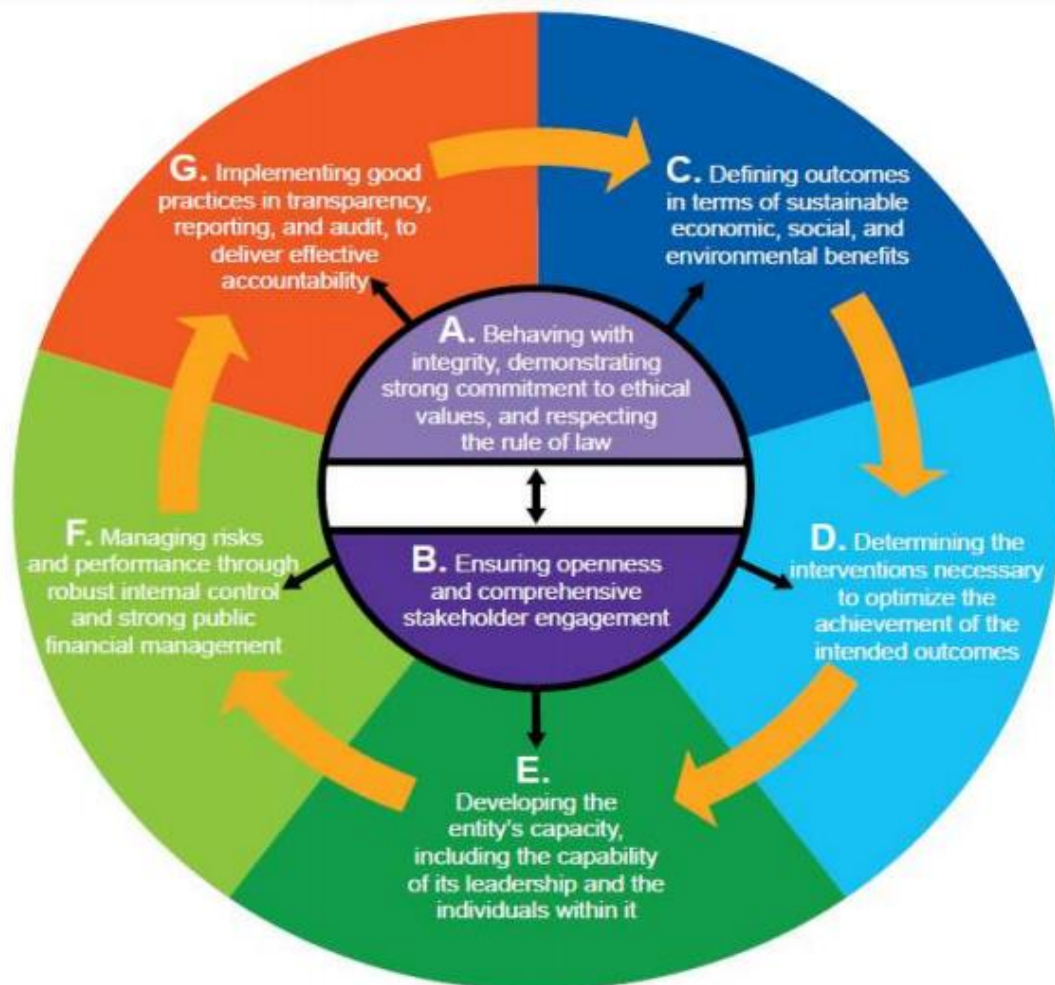 A. Behaving with
integrity, demonstrating
strong commitment to ethical
values, and respecting
the rule of law
B. Ensuring openness
and comprehensive
stakeholder engagement
C. Defining outcomes
in terms of sustainable
economic, social, and
environmental benefits
D. Determining the
interventions necessary
to optimize the
achievement of the
intended outcomes
E.
Developing the
entity's capacity,
including the capability
of its leadership and the
individuals within it
F. Managing risks
and performance through
robust internal control
and strong public
financial management
G. Implementing good
practices in transparency,
reporting, and audit, to
deliver effective
accountability